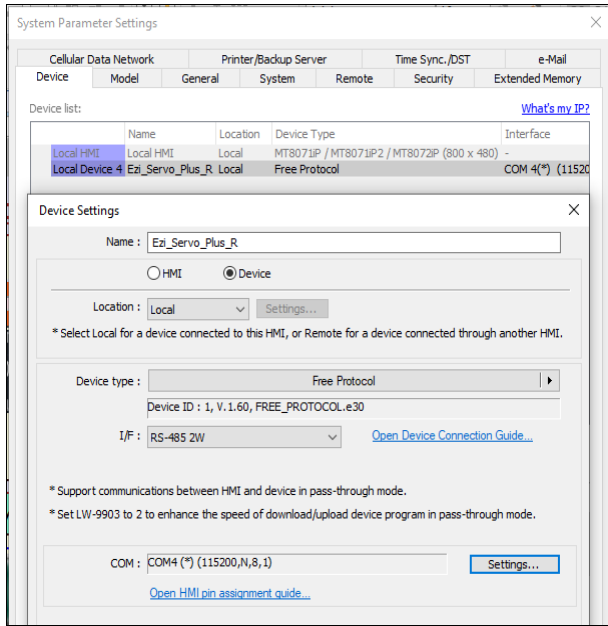 System Parameter Settings
Cellular Data Network Printer/Backup Server Time Sync./DST e-Mail
Device Model General System Remote Security Extended Memory
Device list: What's my IP?
Name Location Device Type Interface
Local HMI Local HMI Local MT8071iP / MT8071iP2 / MT8072iP (800 x 480) -
Local Device 4 Ezi_Servo_Plus_R Local Free Protocol COM 4(*) (11520
Device Settings
Name : Ezi_Servo_Plus_R
HMI Device
Location : Local Settings...
* Select Local for a device connected to this HMI, or Remote for a device connected through another HMI.
Device type : Free Protocol
Device ID : 1, V.1.60, FREE_PROTOCOL.e30
I/F : RS-485 2W Open Device Connection Guide...
* Support communications between HMI and device in pass-through mode.
* Set LW-9903 to 2 to enhance the speed of download/upload device program in pass-through mode.
COM : COM4 (*) (115200,N,8,1) Settings...
Open HMI pin assignment guide...